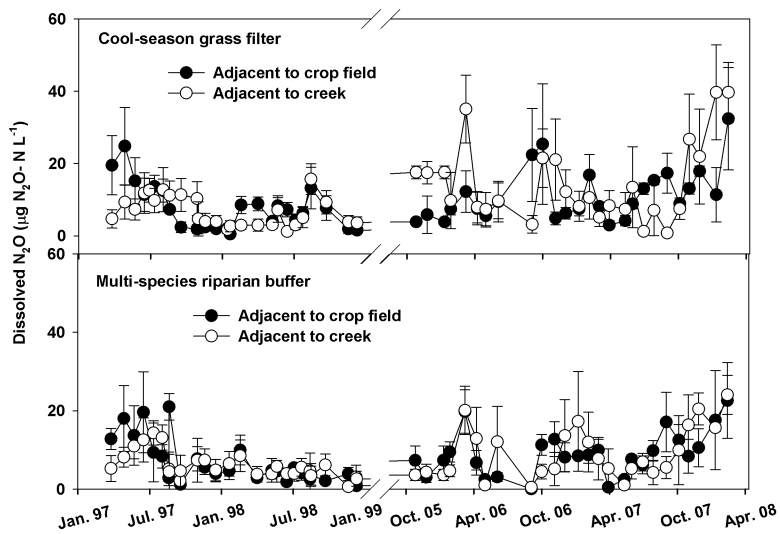 60
Cool-season grass filter
Adjacent to crop field
Adjacent to creek
40
20
0
Dissolved N2O (µg N2O- N L-1)
60
Multi-species riparian buffer
Adjacent to crop field
Adjacent to creek
40
20
0
Jan. 97 Jul. 97 Jan. 98 Jul. 98 Jan. 99 Oct. 05 Apr. 06 Oct. 06 Apr. 07 Oct. 07 Apr. 08